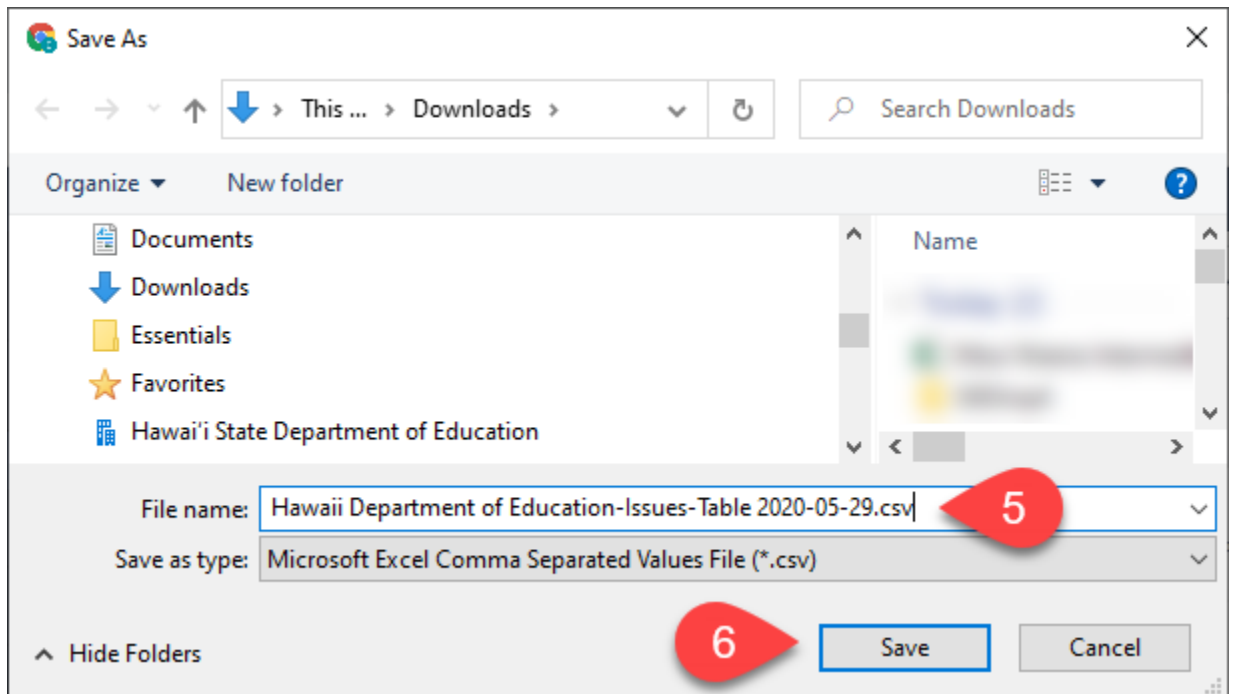 Save As
This ... Downloads
Search Downloads
Organize New folder
?
Documents
Downloads
Essentials
Favorites
Hawaiʻi State Department of Education
Name
File name: Hawaii Department of Education-Issues-Table 2020-05-29.csv
5
Save as type: Microsoft Excel Comma Separated Values File (*.csv)
Hide Folders
6
Save
Cancel